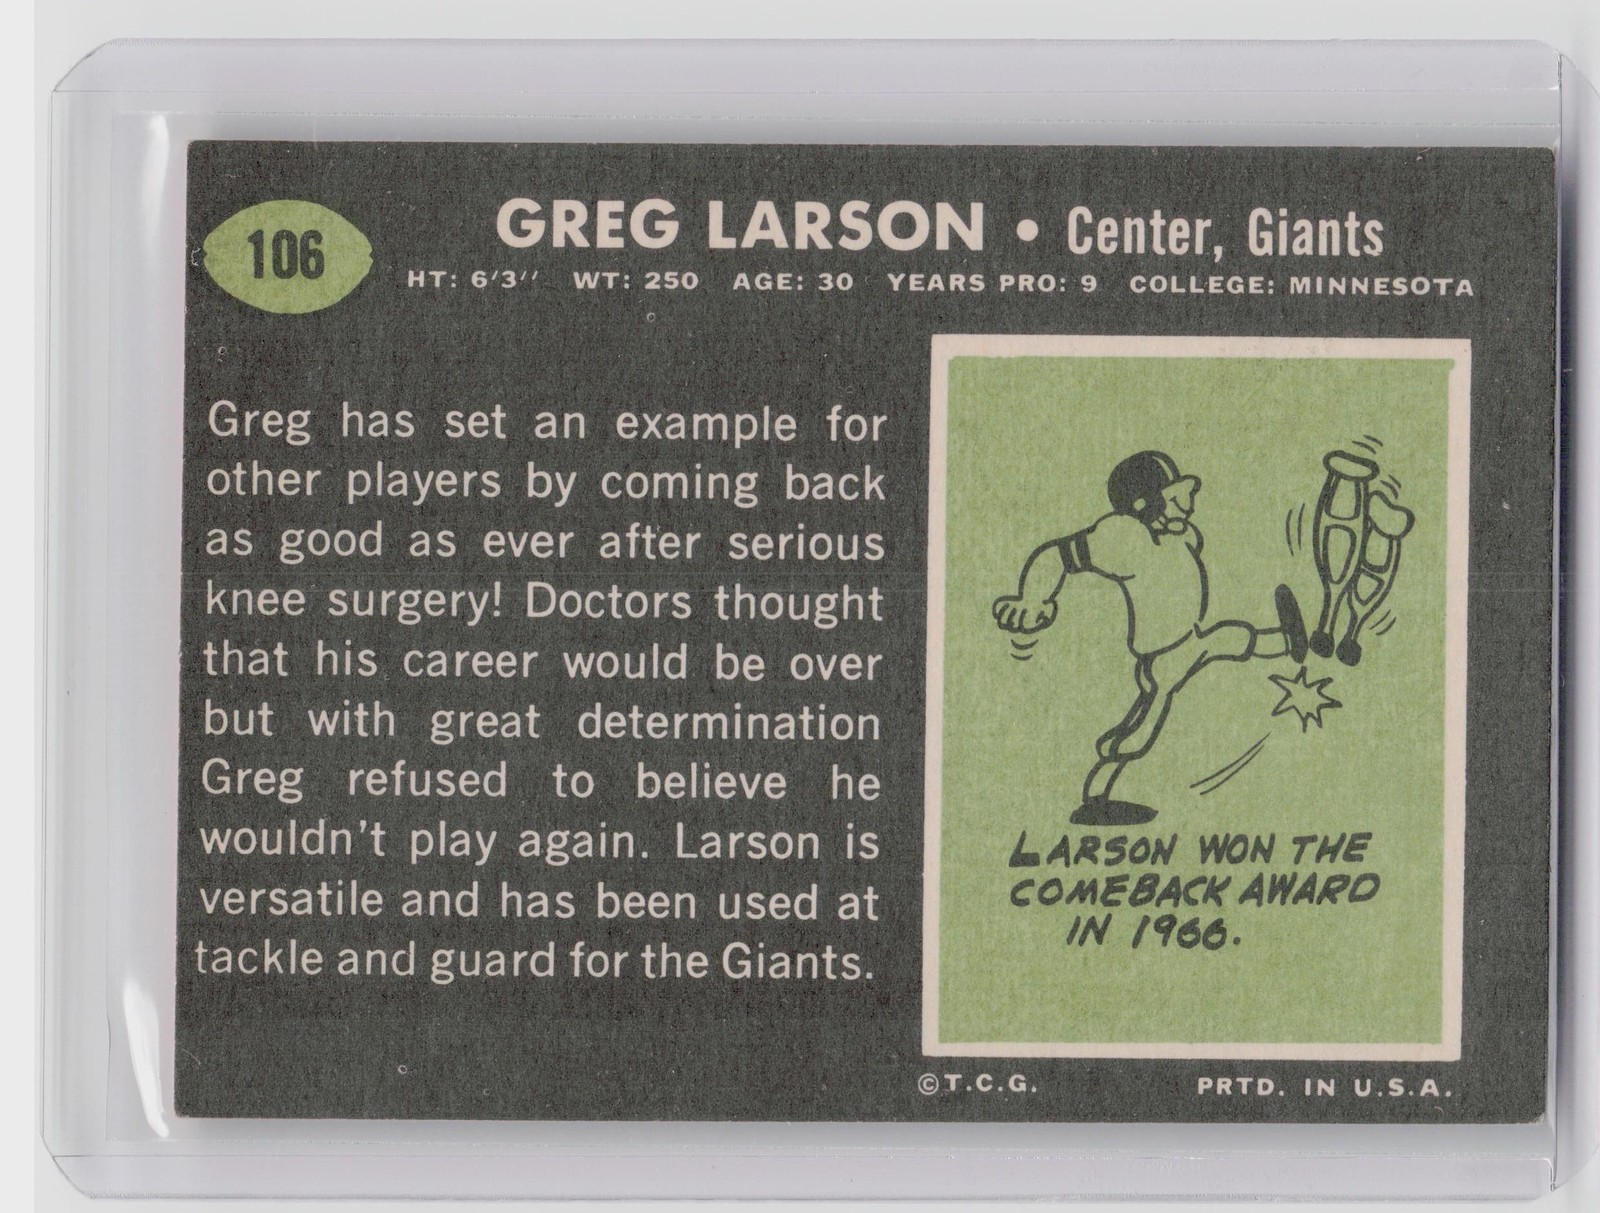 106
GREG LARSON • Center, Giants
HT: 6'3'' WT: 250 AGE: 30 YEARS PRO: 9 COLLEGE: MINNESOTA
Greg has set an example for
other players by coming back
as good as ever after serious
knee surgery! Doctors thought
that his career would be over
but with great determination
Greg refused to believe he
wouldn't play again. Larson is
versatile and has been used at
tackle and guard for the Giants.
LARSON WON THE
COMEBACK AWARD
IN 1966.
©T.C.G. PRTD. IN U.S.A.